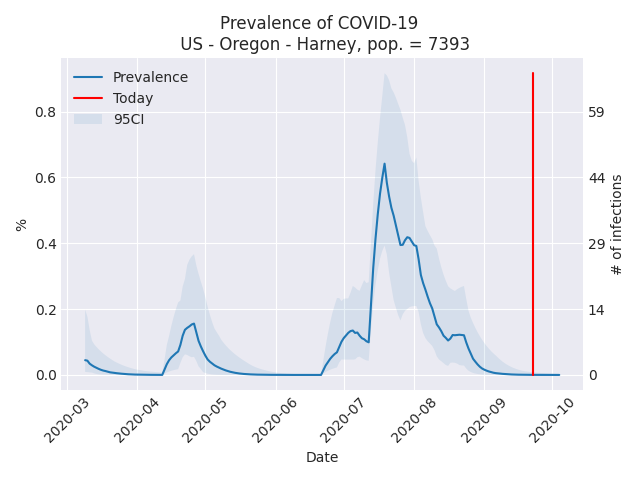 Prevalence of COVID-19
US - Oregon - Harney, pop. = 7393
Prevalence
Today
95CI
0.8
0.6
0.4
0.2
0.0
%
59
44
29
14
0
# of infections
2020-03
2020-04
2020-05
2020-06
2020-07
2020-08
2020-09
2020-10
Date